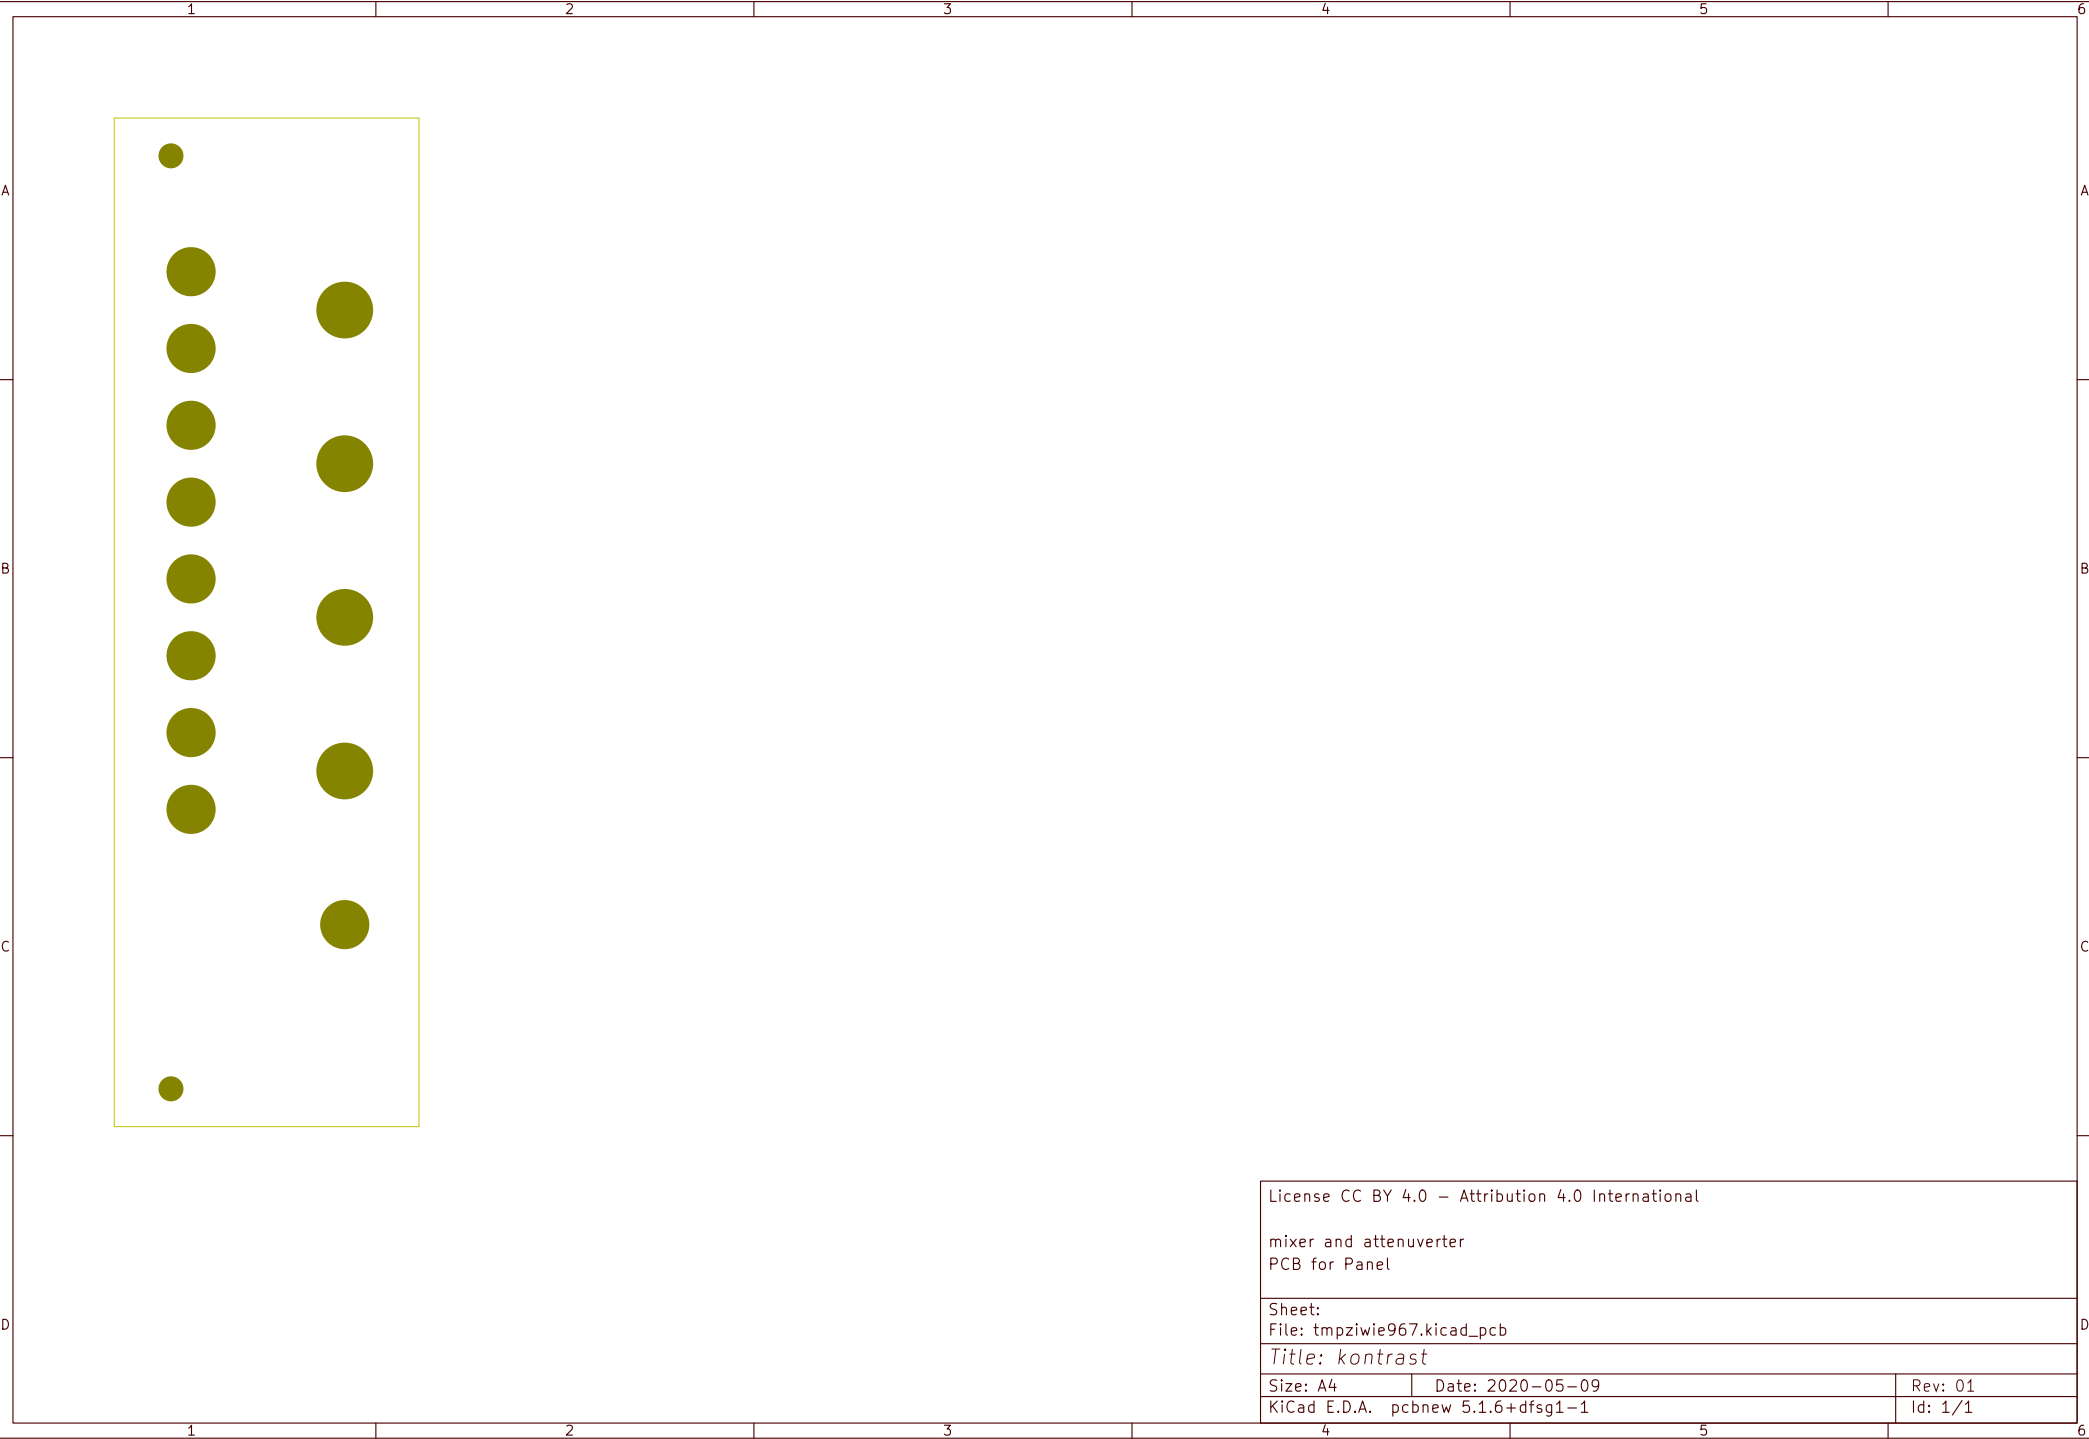 1 2 3 4 5 6
A A
B B
C C
License CC BY 4.0 – Attribution 4.0 International
mixer and attenuverter
PCB for Panel
Sheet:
File: tmpziwie967.kicad_pcb
D D
Title: kontrast
Size: A4 Date: 2020-05-09 Rev: 01
KiCad E.D.A. pcbnew 5.1.6+dfsg1-1 Id: 1/1
1 2 3 4 5 6